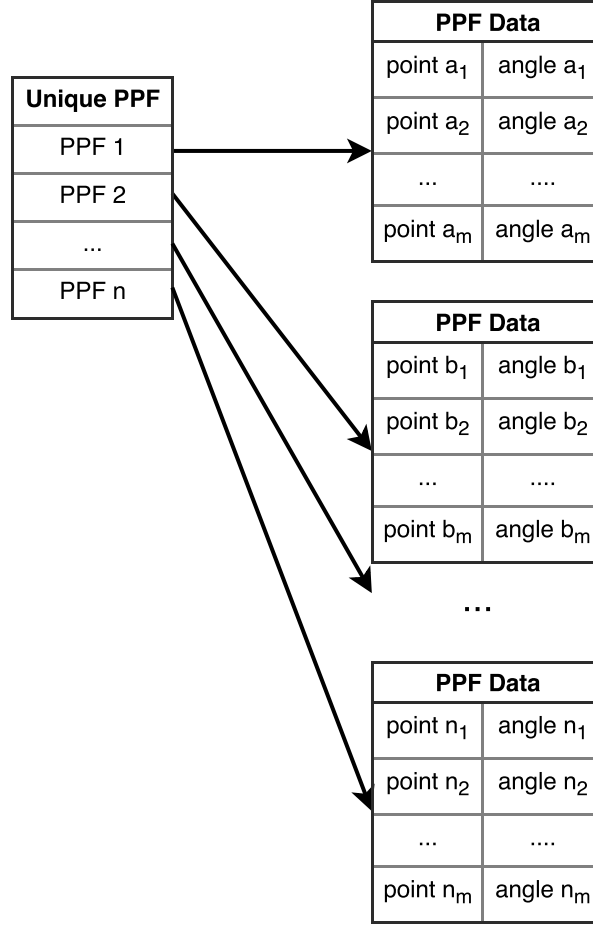 Unique PPF
PPF 1
PPF 2
...
PPF n
PPF Data
point a1 angle a1
point a2 angle a2
... ....
point am angle am
PPF Data
point b1 angle b1
point b2 angle b2
... ....
point bm angle bm
...
PPF Data
point n1 angle n1
point n2 angle n2
... ....
point nm angle nm